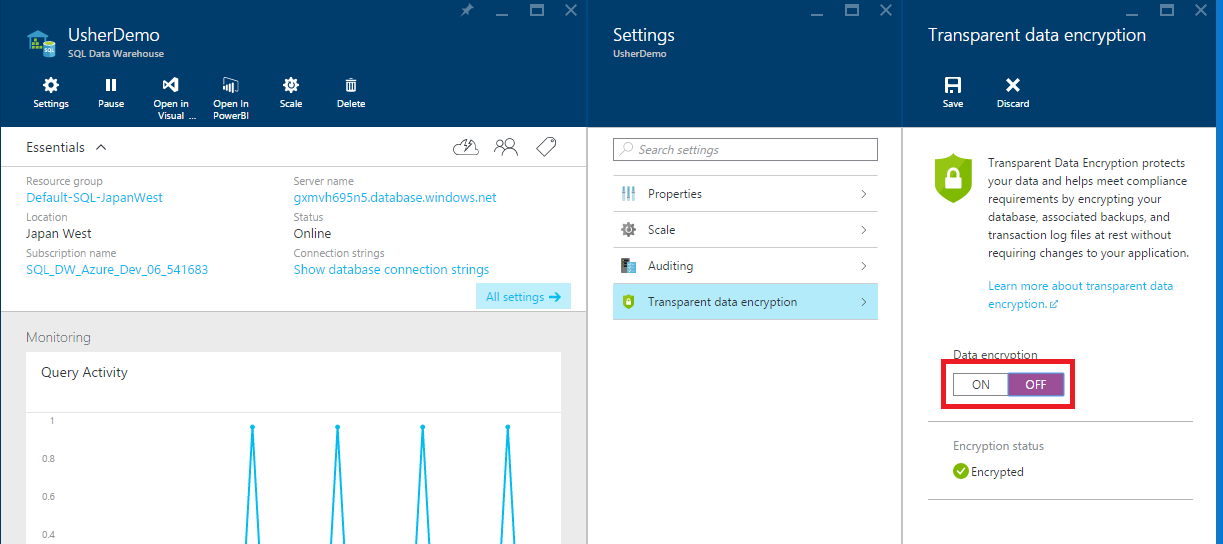 UsherDemo
SQL Data Warehouse
Settings
Pause
Open in
Visual ...
Open In
PowerBI
Scale
Delete
Essentials
Resource group
Default-SQL-JapanWest
Location
Japan West
Subscription name
SQL_DW_Azure_Dev_06_541683
Server name
gxmvh695n5.database.windows.net
Status
Online
Connection strings
Show database connection strings
All settings
Monitoring
Query Activity
1
0.8
0.6
0.4
Settings
UsherDemo
Search settings
Properties
Scale
Auditing
Transparent data encryption
Transparent data encryption
Save
Discard
Transparent Data Encryption protects
your data and helps meet compliance
requirements by encrypting your
database, associated backups, and
transaction log files at rest without
requiring changes to your application.
Learn more about transparent data
encryption.
Data encryption
ON OFF
Encryption status
Encrypted